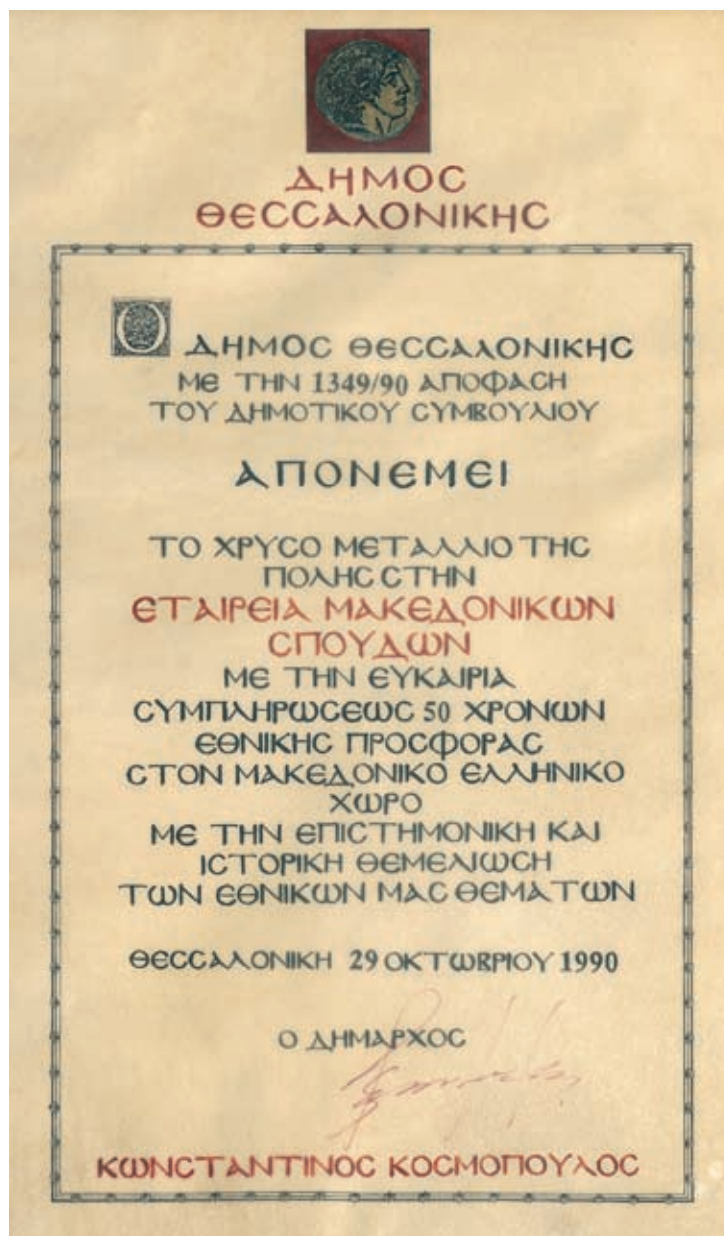 ΔΗΜΟΣ
ΘΕΣΣΑΛΟΝΙΚΗΣ
Ο ΔΗΜΟΣ ΘΕΣΣΑΛΟΝΙΚΗΣ
ΜΕ ΤΗΝ 1349/90 ΑΠΟΦΑΣΗ
ΤΟΥ ΔΗΜΟΤΙΚΟΥ ΣΥΜΒΟΥΛΙΟΥ
ΑΠΟΝΕΜΕΙ
ΤΟ ΧΡΥΣΟ ΜΕΤΑΛΛΙΟ ΤΗΣ
ΠΟΛΗΣ ΣΤΗΝ
ΕΤΑΙΡΕΙΑ ΜΑΚΕΔΟΝΙΚΩΝ
ΣΠΟΥΔΩΝ
ΜΕ ΤΗΝ ΕΥΚΑΙΡΙΑ
ΣΥΜΠΛΗΡΩΣΕΩΣ 50 ΧΡΟΝΩΝ
ΕΘΝΙΚΗΣ ΠΡΟΣΦΟΡΑΣ
ΣΤΟΝ ΜΑΚΕΔΟΝΙΚΟ ΕΛΛΗΝΙΚΟ
ΧΩΡΟ
ΜΕ ΤΗΝ ΕΠΙΣΤΗΜΟΝΙΚΗ ΚΑΙ
ΙΣΤΟΡΙΚΗ ΘΕΜΕΛΙΩΣΗ
ΤΩΝ ΕΘΝΙΚΩΝ ΜΑΣ ΘΕΜΑΤΩΝ
ΘΕΣΣΑΛΟΝΙΚΗ 29 ΟΚΤΩΒΡΙΟΥ 1990
Ο ΔΗΜΑΡΧΟΣ
ΚΩΝΣΤΑΝΤΙΝΟΣ ΚΟΣΜΟΠΟΥΛΟΣ